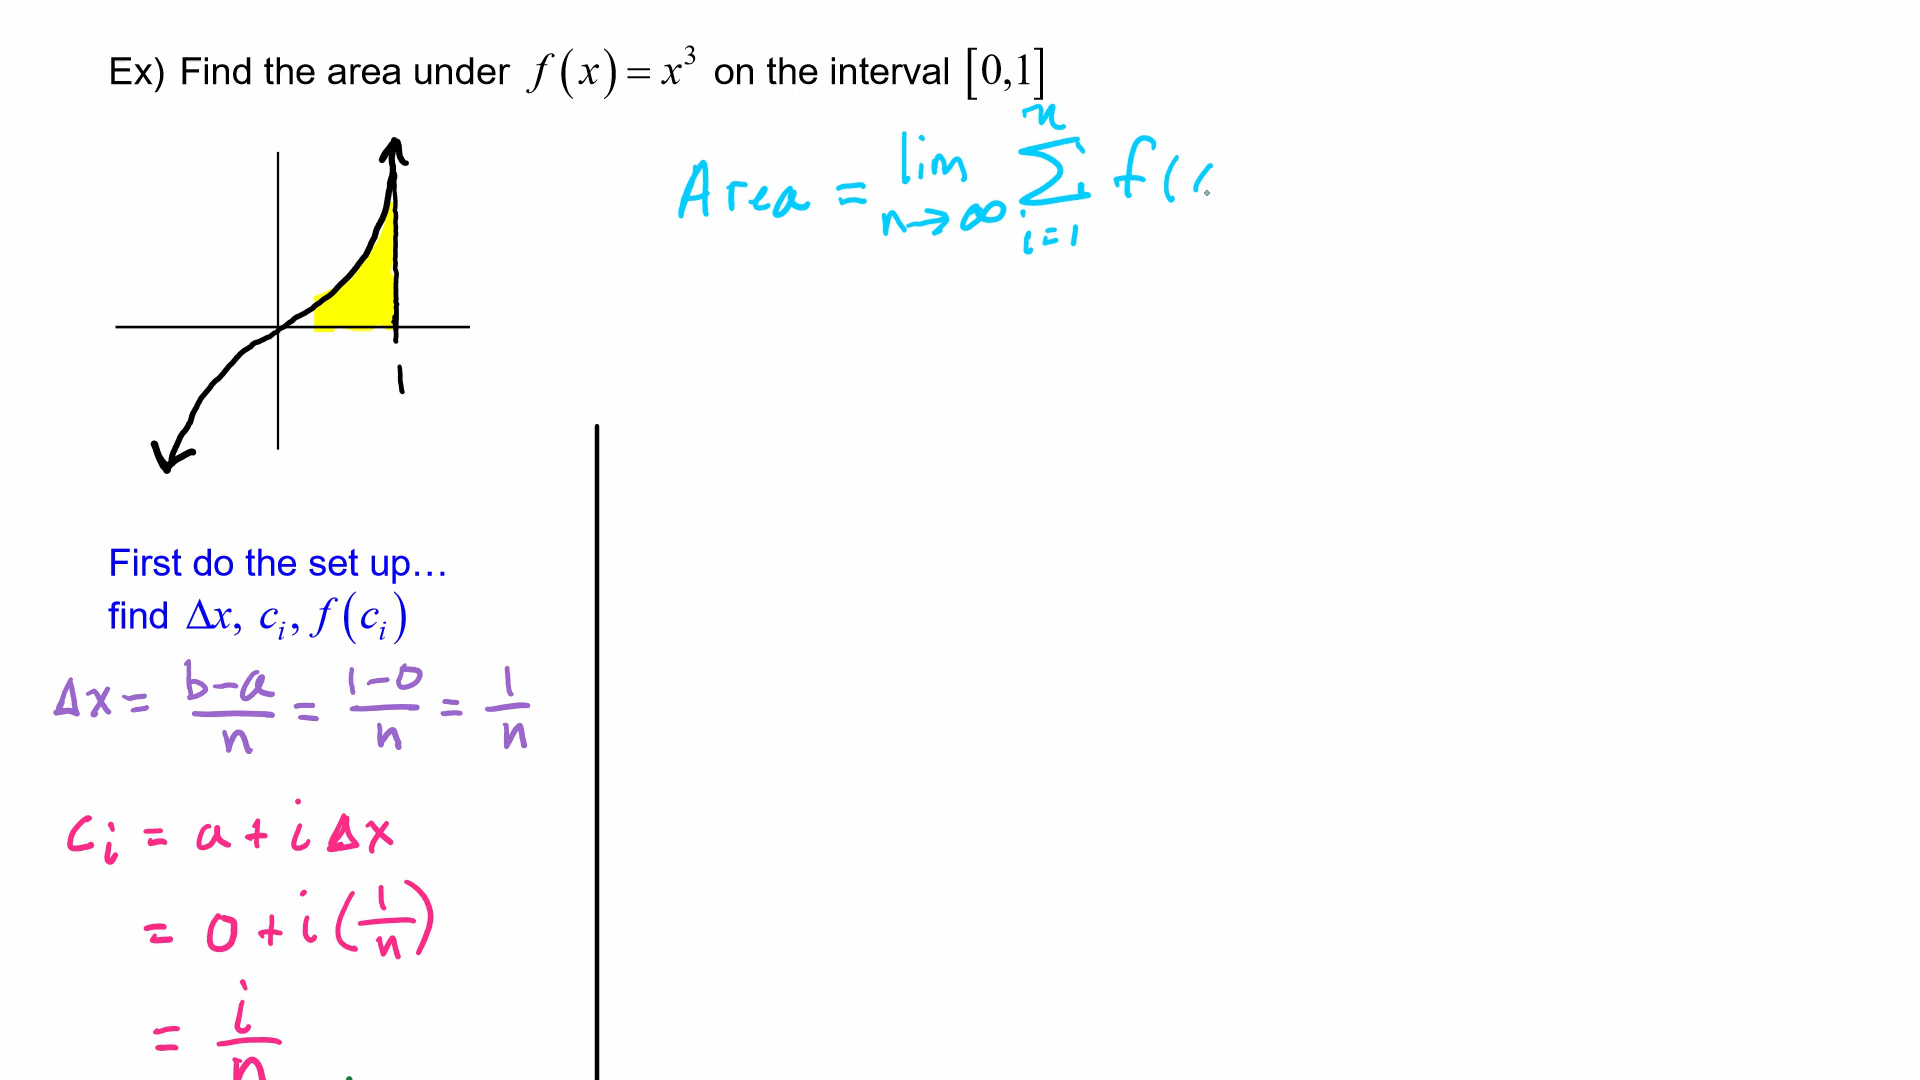 Ex) Find the area under f(x) = x³ on the interval [0,1]
Area = lim n→∞ n Σ i=1 f(c
1
First do the set up…
find Δx, cᵢ, f(cᵢ)
Δx = b-a/n = 1-0/n = 1/n
cᵢ = a + i Δx
= 0 + i (1/n)
= i/n